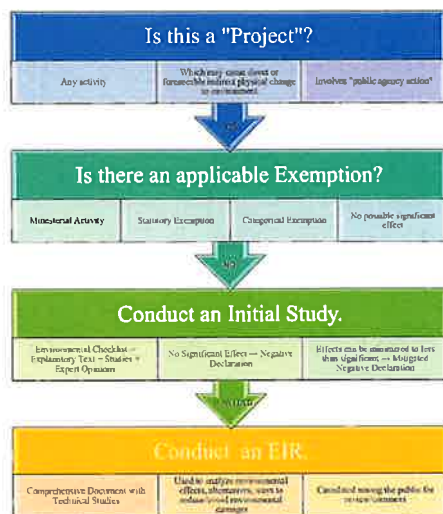 Is this a "Project"?
Any activity
Which may cause direct or
foreseeable indirect physical change
to environment
Involves "public agency action"
Is there an applicable Exemption?
Ministerial Activity
Statutory Exemption
Categorical Exemption
No possible significant
effect
NO
Conduct an Initial Study.
Environmental Checklist +
Explanatory Text + Studies +
Expert Opinions
No Significant Effect → Negative
Declaration
Effects can be minimized to less
than significant → Mitigated
Negative Declaration
Conduct an EIR.
Comprehensive Document with
Technical Studies
Used to analyze environmental
effects, alternatives, ways to
reduce/avoid environmental
damages
Circulated among the public for
review/comment